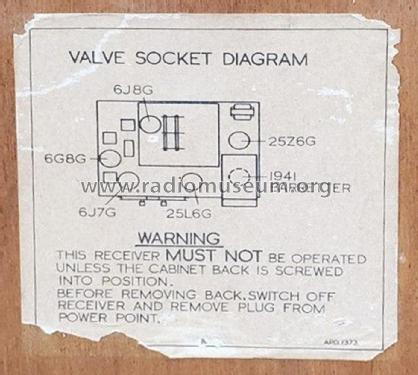 VALVE SOCKET DIAGRAM
6J8G
25Z6G
6G8G
1941
BARRETTER
www.radiomuseum.org
6J7G
25L6G
WARNING
THIS RECEIVER MUST NOT BE OPERATED
UNLESS THE CABINET BACK IS SCREWED
INTO POSITION.
BEFORE REMOVING BACK, SWITCH OFF
RECEIVER AND REMOVE PLUG FROM
POWER POINT.
A